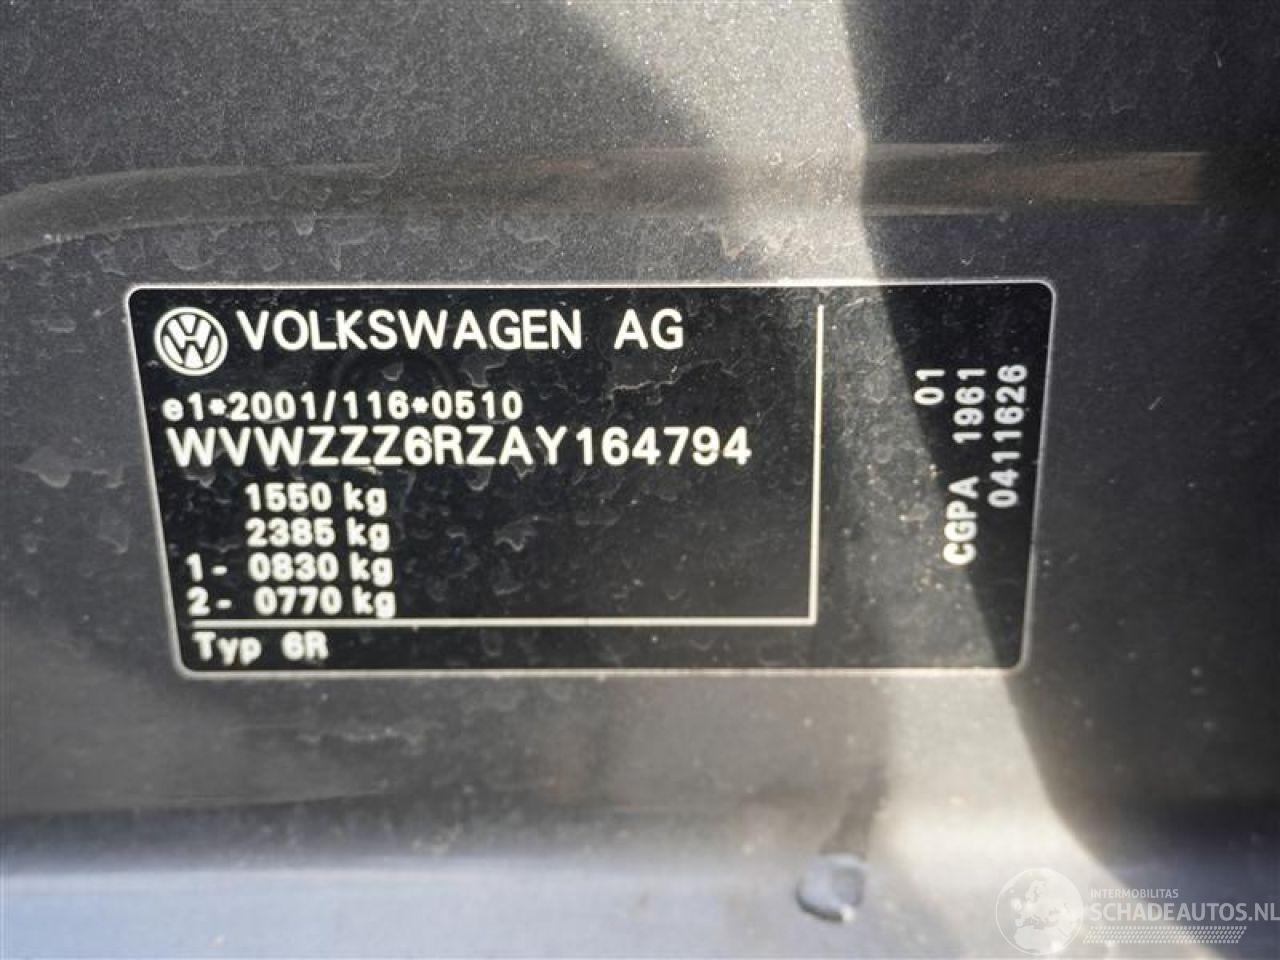 VOLKSWAGEN AG
e1*2001/116*0510
WVWZZZ6RZAY164794
1550 kg
2385 kg
1- 0830 kg
2- 0770 kg
Typ 6R
01
CGPA 1961
0411626
INTERMOBILITAS
SCHADEAUTOS.NL